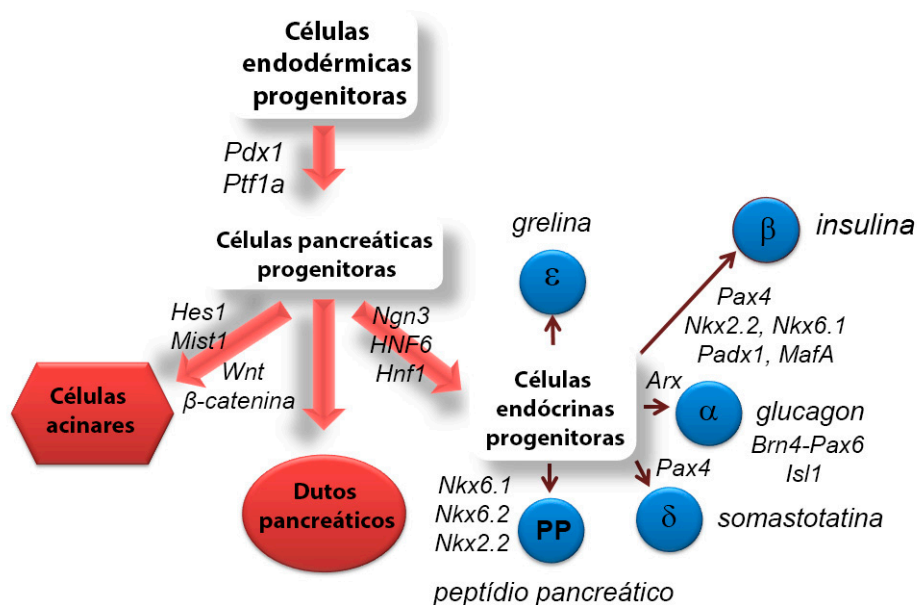 Células
endodérmicas
progenitoras
Pdx1
Ptf1a
Células pancreáticas
progenitoras
Hes1
Mist1
Wnt
β-catenina
Ngn3
HNF6
Hnf1
Células
acinares
Dutos
pancreáticos
Células
endócrinas
progenitoras
grelina
ε
β
insulina
Pax4
Nkx2.2, Nkx6.1
Padx1, MafA
Arx
α
glucagon
Brn4-Pax6
Isl1
Pax4
δ
somastotatina
Nkx6.1
Nkx6.2
Nkx2.2
PP
peptídio pancreático